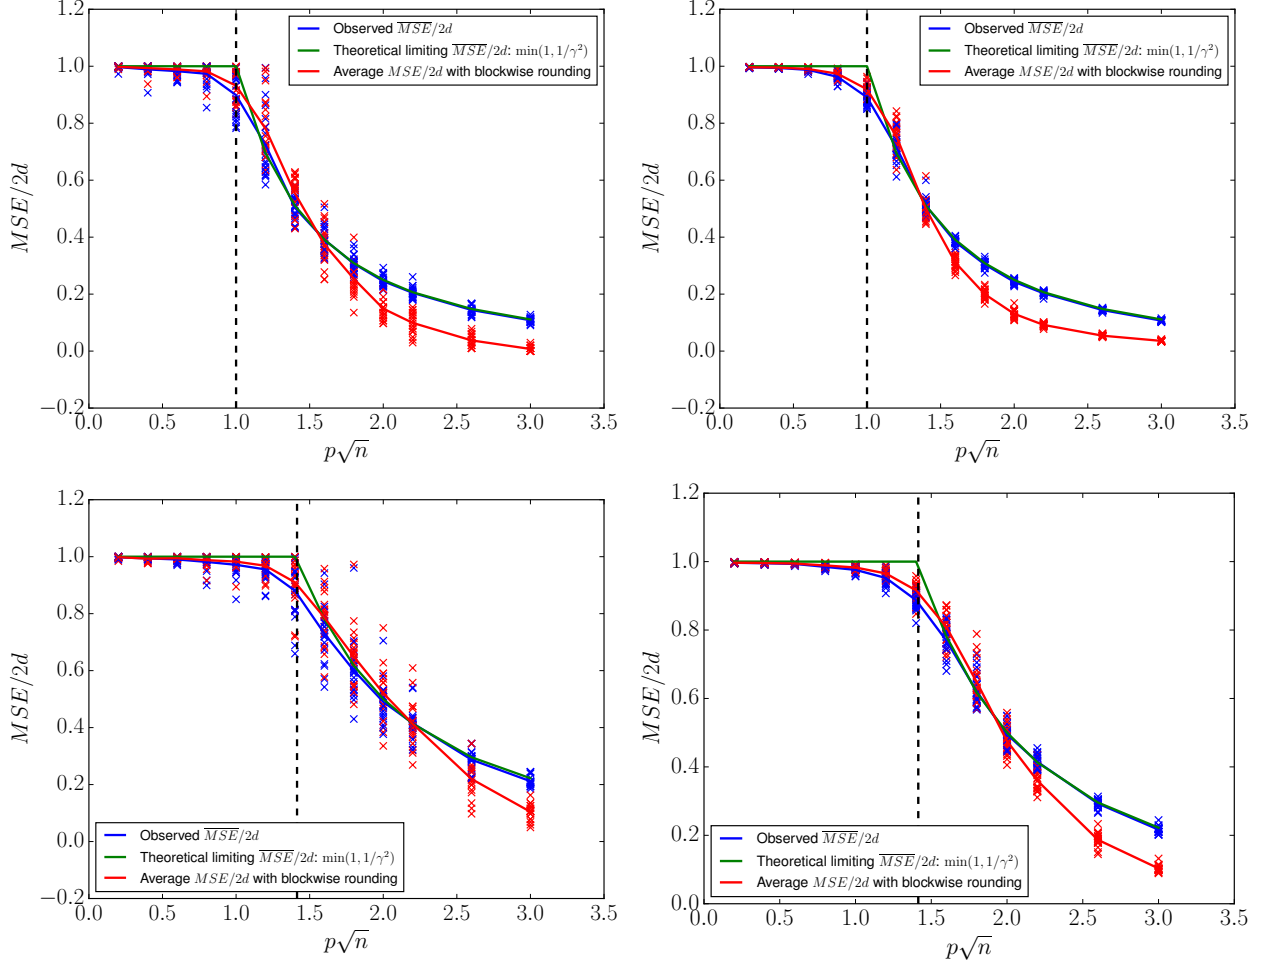 1.2
1.0
0.8
0.6
0.4
0.2
0.0
−0.2
0.0 0.5 1.0 1.5 2.0 2.5 3.0 3.5
MSE/2d
p√n
Observed M̅S̅E̅/2d
Theoretical limiting M̅S̅E̅/2d: min(1, 1/γ²)
Average MSE/2d with blockwise rounding
1.2
1.0
0.8
0.6
0.4
0.2
0.0
−0.2
0.0 0.5 1.0 1.5 2.0 2.5 3.0 3.5
MSE/2d
p√n
Observed M̅S̅E̅/2d
Theoretical limiting M̅S̅E̅/2d: min(1, 1/γ²)
Average MSE/2d with blockwise rounding
1.2
1.0
0.8
0.6
0.4
0.2
0.0
−0.2
0.0 0.5 1.0 1.5 2.0 2.5 3.0 3.5
MSE/2d
p√n
Observed M̅S̅E̅/2d
Theoretical limiting M̅S̅E̅/2d: min(1, 1/γ²)
Average MSE/2d with blockwise rounding
1.2
1.0
0.8
0.6
0.4
0.2
0.0
0.0 0.5 1.0 1.5 2.0 2.5 3.0 3.5
MSE/2d
p√n
Observed M̅S̅E̅/2d
Theoretical limiting M̅S̅E̅/2d: min(1, 1/γ²)
Average MSE/2d with blockwise rounding